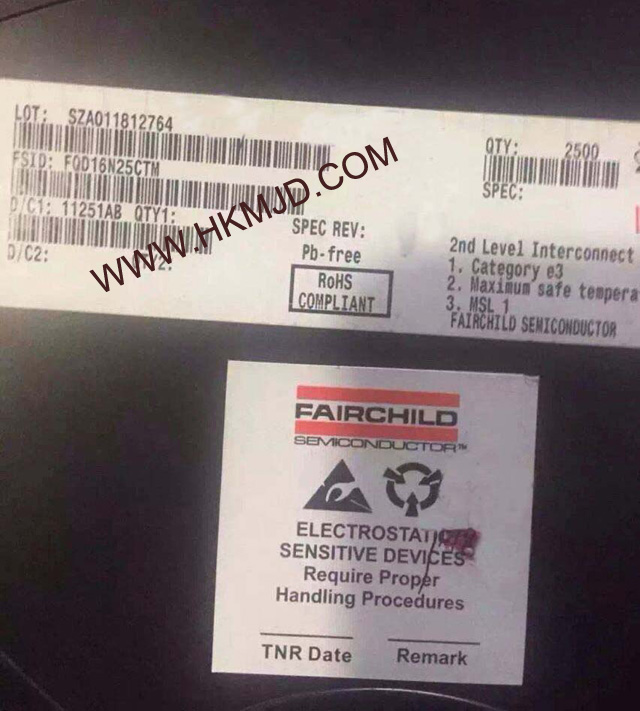 LOT: SZA011812764
FSID: FQD16N25CTM
D/C1: 11251AB QTY1:
D/C2:
QTY: 2500
SPEC:
SPEC REV:
Pb-free
RoHS
COMPLIANT
2nd Level Interconnect
1. Category e3
2. Maximum safe tempera
3. MSL 1
FAIRCHILD SEMICONDUCTOR
WWW.HKMJD.COM
FAIRCHILD
SEMICONDUCTOR™
ELECTROSTATIC
SENSITIVE DEVICES
Require Proper
Handling Procedures
TNR Date Remark